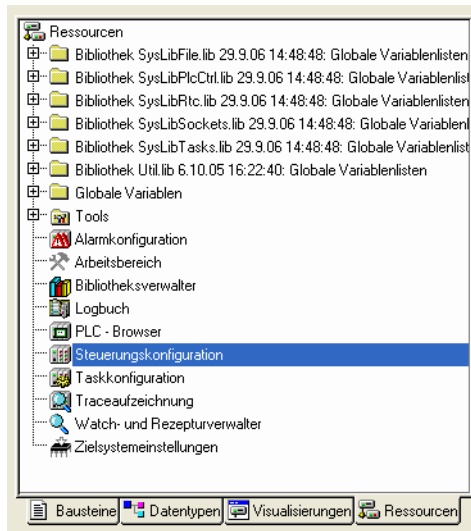 Ressourcen
Bibliothek SysLibFile.lib 29.9.06 14:48:48: Globale Variablenlisten
Bibliothek SysLibPlcCtrl.lib 29.9.06 14:48:48: Globale Variablenlist
Bibliothek SysLibRtc.lib 29.9.06 14:48:48: Globale Variablenlisten
Bibliothek SysLibSockets.lib 29.9.06 14:48:48: Globale Variablenl
Bibliothek SysLibTasks.lib 29.9.06 14:48:48: Globale Variablenlist
Bibliothek Util.lib 6.10.05 16:22:40: Globale Variablenlisten
Globale Variablen
Tools
Alarmkonfiguration
Arbeitsbereich
Bibliotheksverwalter
Logbuch
PLC - Browser
Steuerungskonfiguration
Taskkonfiguration
Traceaufzeichnung
Watch- und Rezepturverwalter
Zielsystemeinstellungen
Bausteine Datentypen Visualisierungen Ressourcen